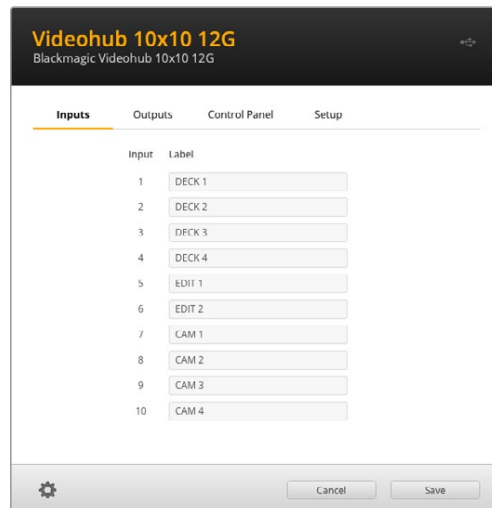 Videohub 10x10 12G
Blackmagic Videohub 10x10 12G
Inputs Outputs Control Panel Setup
Input Label
1 DECK 1
2 DECK 2
3 DECK 3
4 DECK 4
5 EDIT 1
6 EDIT 2
7 CAM 1
8 CAM 2
9 CAM 3
10 CAM 4
Cancel Save